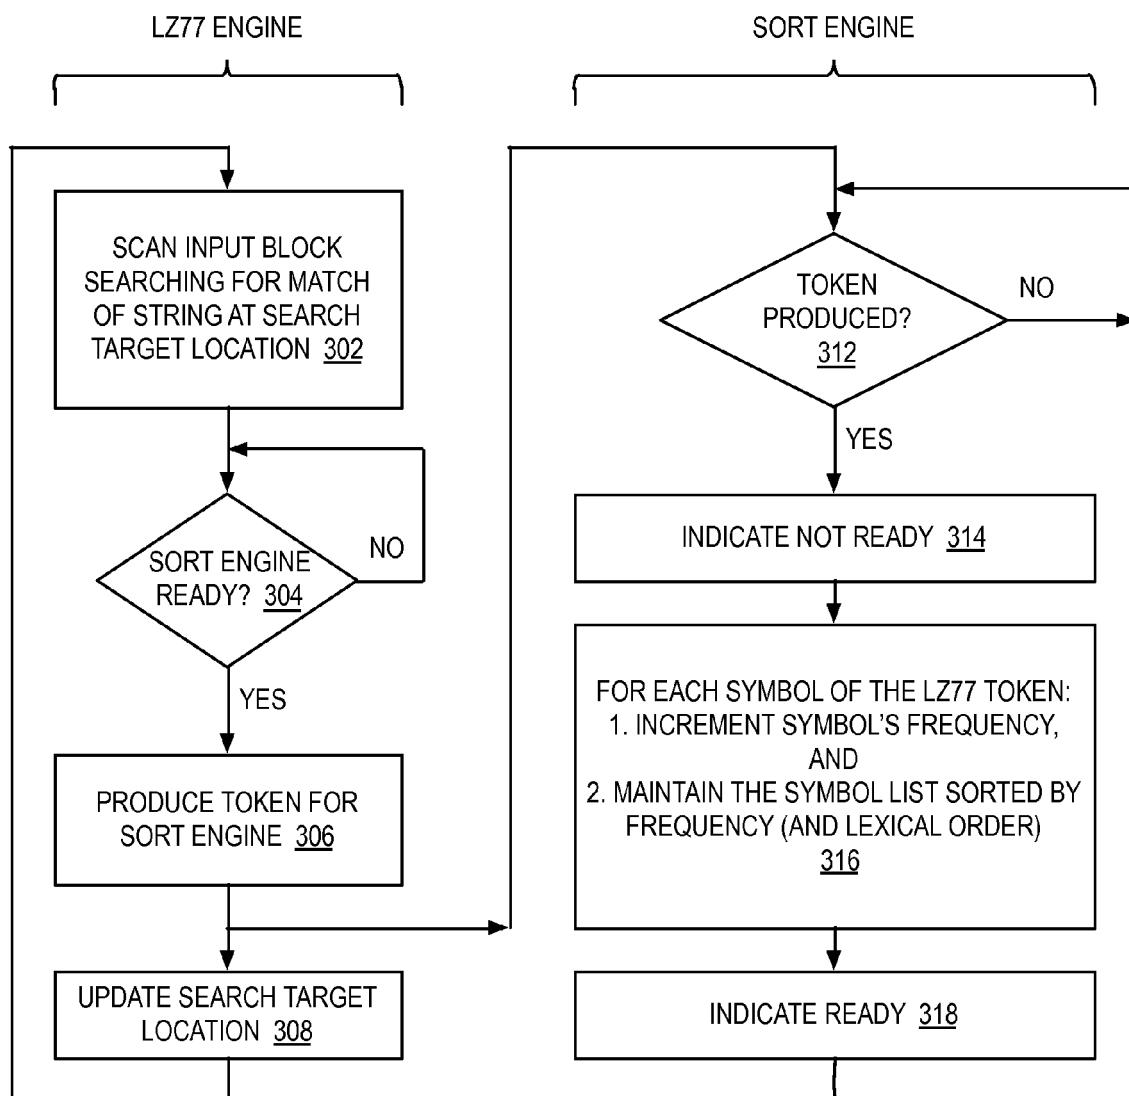 LZ77 ENGINE
SCAN INPUT BLOCK
SEARCHING FOR MATCH
OF STRING AT SEARCH
TARGET LOCATION 302
SORT ENGINE
READY? 304
NO
YES
PRODUCE TOKEN FOR
SORT ENGINE 306
UPDATE SEARCH TARGET
LOCATION 308
SORT ENGINE
TOKEN
PRODUCED?
312
NO
YES
INDICATE NOT READY 314
FOR EACH SYMBOL OF THE LZ77 TOKEN:
1. INCREMENT SYMBOL'S FREQUENCY,
AND
2. MAINTAIN THE SYMBOL LIST SORTED BY
FREQUENCY (AND LEXICAL ORDER)
316
INDICATE READY 318